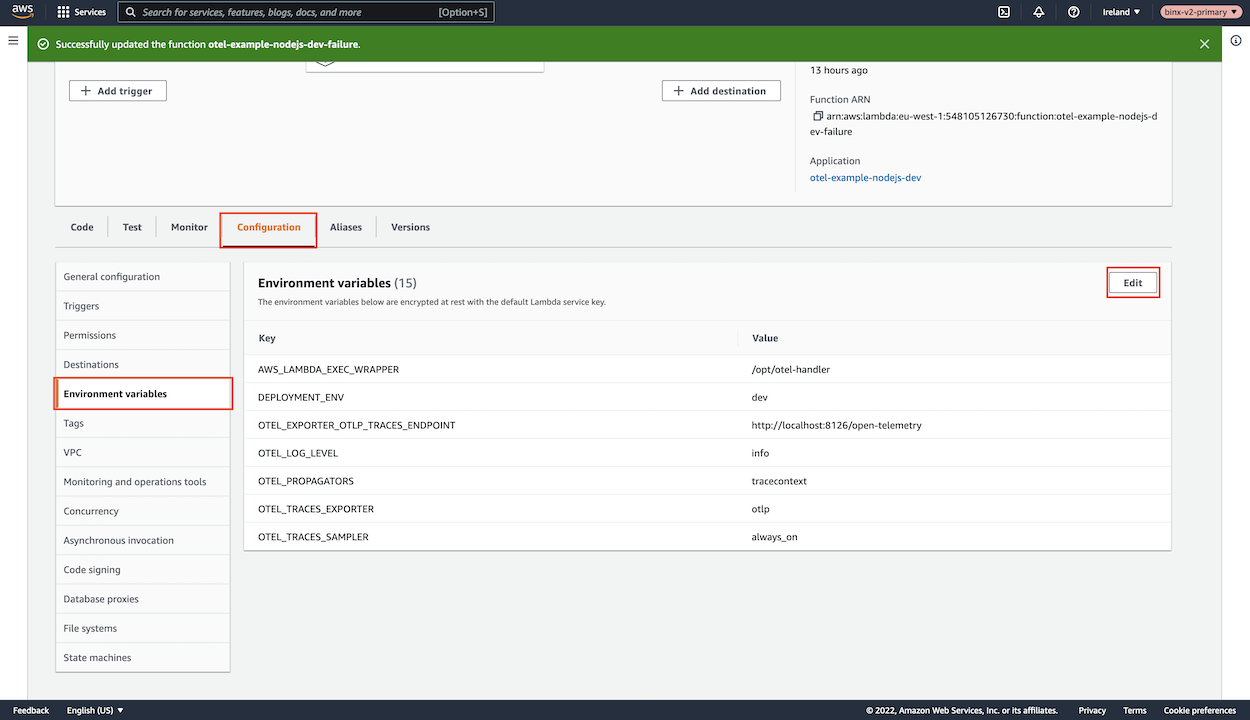 aws
Services
Search for services, features, blogs, docs, and more
[Option+S]
Ireland ▼
binx-v2-primary ▼
Successfully updated the function otel-example-nodejs-dev-failure.
Add trigger
Add destination
13 hours ago
Function ARN
arn:aws:lambda:eu-west-1:548105126730:function:otel-example-nodejs-d
ev-failure
Application
otel-example-nodejs-dev
Code
Test
Monitor
Configuration
Aliases
Versions
General configuration
Triggers
Permissions
Destinations
Environment variables
Tags
VPC
Monitoring and operations tools
Concurrency
Asynchronous invocation
Code signing
Database proxies
File systems
State machines
Environment variables (15)
Edit
The environment variables below are encrypted at rest with the default Lambda service key.
Key Value
AWS_LAMBDA_EXEC_WRAPPER /opt/otel-handler
DEPLOYMENT_ENV dev
OTEL_EXPORTER_OTLP_TRACES_ENDPOINT http://localhost:8126/open-telemetry
OTEL_LOG_LEVEL info
OTEL_PROPAGATORS tracecontext
OTEL_TRACES_EXPORTER otlp
OTEL_TRACES_SAMPLER always_on
Feedback
English (US) ▼
© 2022, Amazon Web Services, Inc. or its affiliates.
Privacy
Terms
Cookie preferences